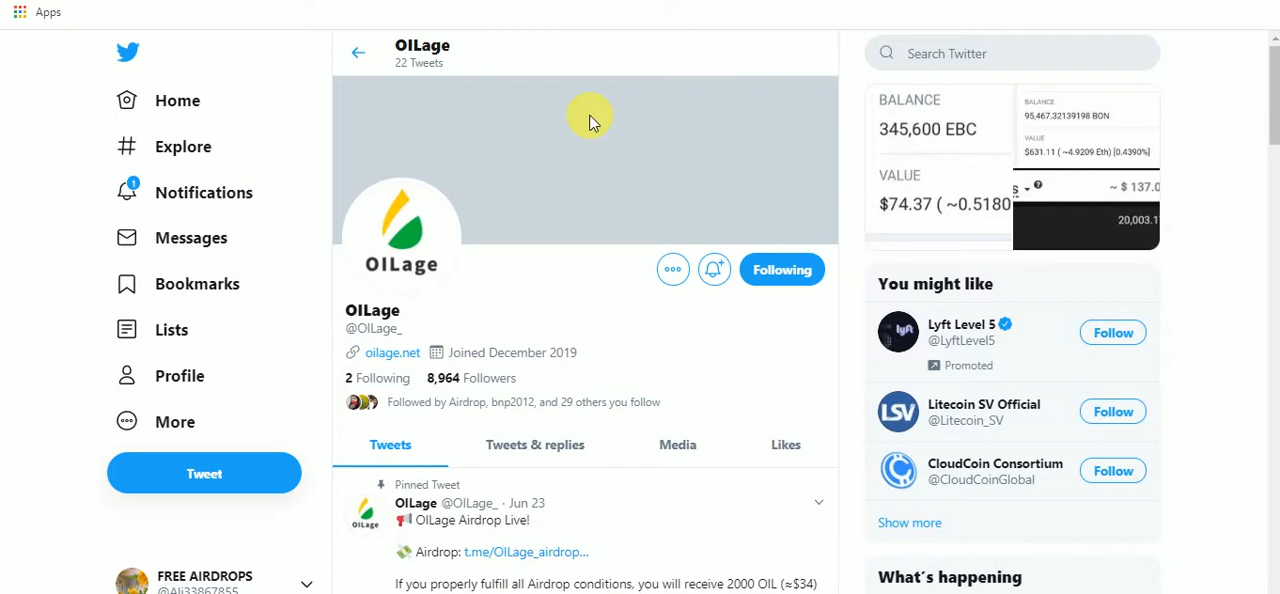 Apps
OILage
22 Tweets
Home
Explore
1
Notifications
Messages
Bookmarks
Lists
Profile
More
Tweet
FREE AIRDROPS
@Ali33867855
OILage
Following
OILage
@OILage_
oilage.net Joined December 2019
2 Following 8,964 Followers
Followed by Airdrop, bnp2012, and 29 others you follow
Tweets Tweets & replies Media Likes
Pinned Tweet
OILage @OILage_ · Jun 23
OILage
OILage Airdrop Live!
Airdrop: t.me/OILage_airdrop...
If you properly fulfill all Airdrop conditions, you will receive 2000 OIL (≈$34)
Search Twitter
BALANCE
345,600 EBC
VALUE
$74.37 ( ~0.5180
BALANCE
95,467.32139198 BON
VALUE
$631.11 ( ~4.9209 Eth) [0.4390%]
~ $ 137.0
20,003.1
You might like
lyft
Lyft Level 5
@LyftLevel5
Follow
Promoted
LSV
Litecoin SV Official
@Litecoin_SV
Follow
CloudCoin Consortium
@CloudCoinGlobal
Follow
Show more
What's happening